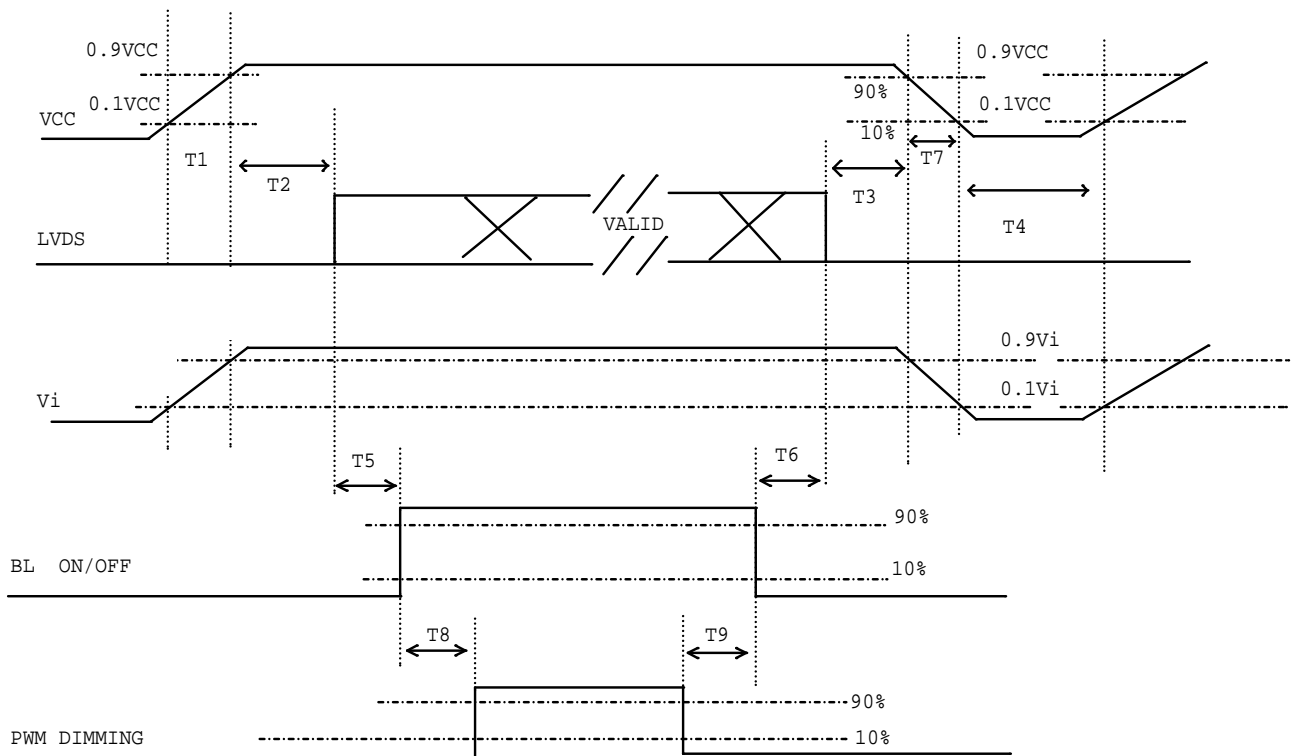 0.9VCC
0.9VCC
90%
0.1VCC
0.1VCC
VCC
10%
T1
T2
T3
T7
T4
VALID
LVDS
0.9Vi
0.1Vi
Vi
T5
T6
90%
BL ON/OFF
10%
T8
T9
90%
PWM DIMMING
10%